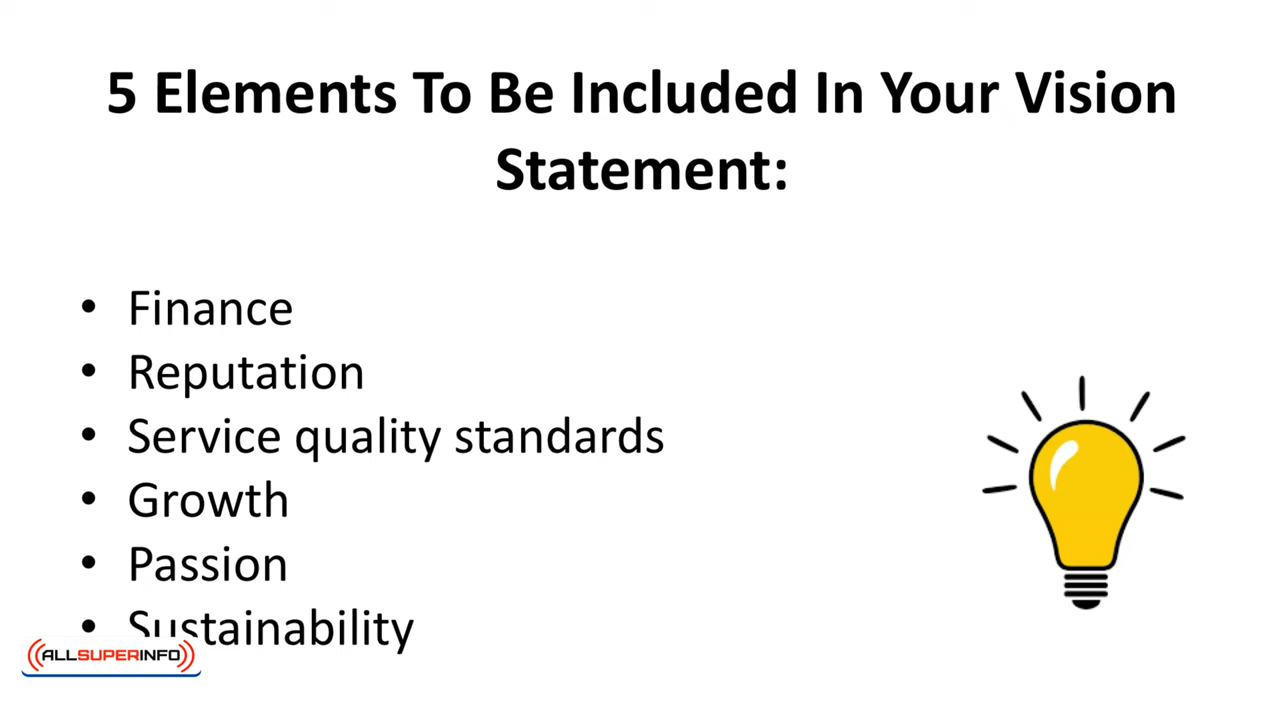 5 Elements To Be Included In Your Vision
Statement:
• Finance
• Reputation
• Service quality standards
• Growth
• Passion
• Sustainability
ALLSUPERINFO